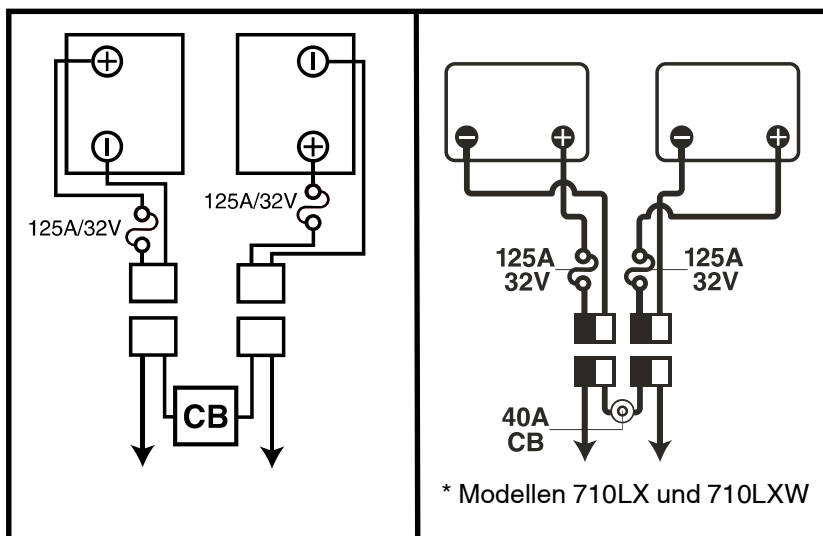 125A/32V
125A/32V
CB
125A
32V
125A
32V
40A
CB
* Modellen 710LX und 710LXW